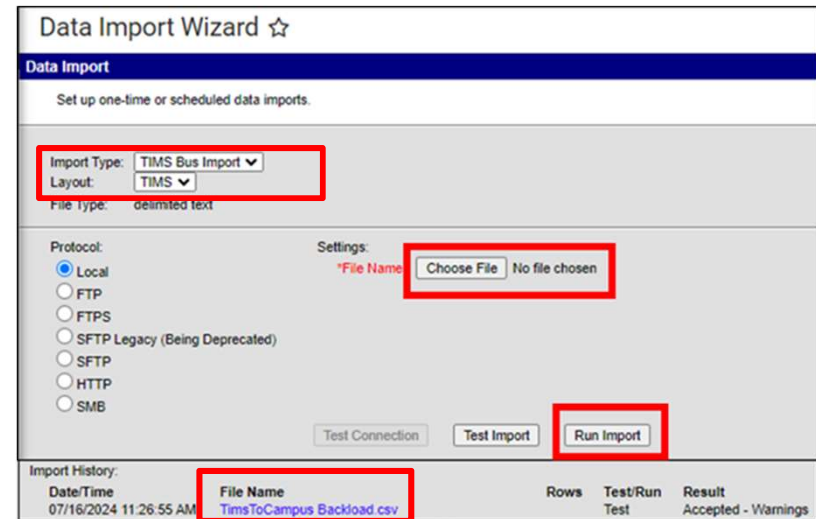 Data Import Wizard ☆
Data Import
Set up one-time or scheduled data imports.
Import Type: TIMS Bus Import
Layout: TIMS
File Type: delimited text
Protocol: Settings:
Local *File Name Choose File No file chosen
FTP
FTPS
SFTP Legacy (Being Deprecated)
SFTP
HTTP
SMB
Test Connection Test Import Run Import
Import History:
Date/Time File Name Rows Test/Run Result
07/16/2024 11:26:55 AM TimsToCampus Backload.csv Test Accepted - Warnings